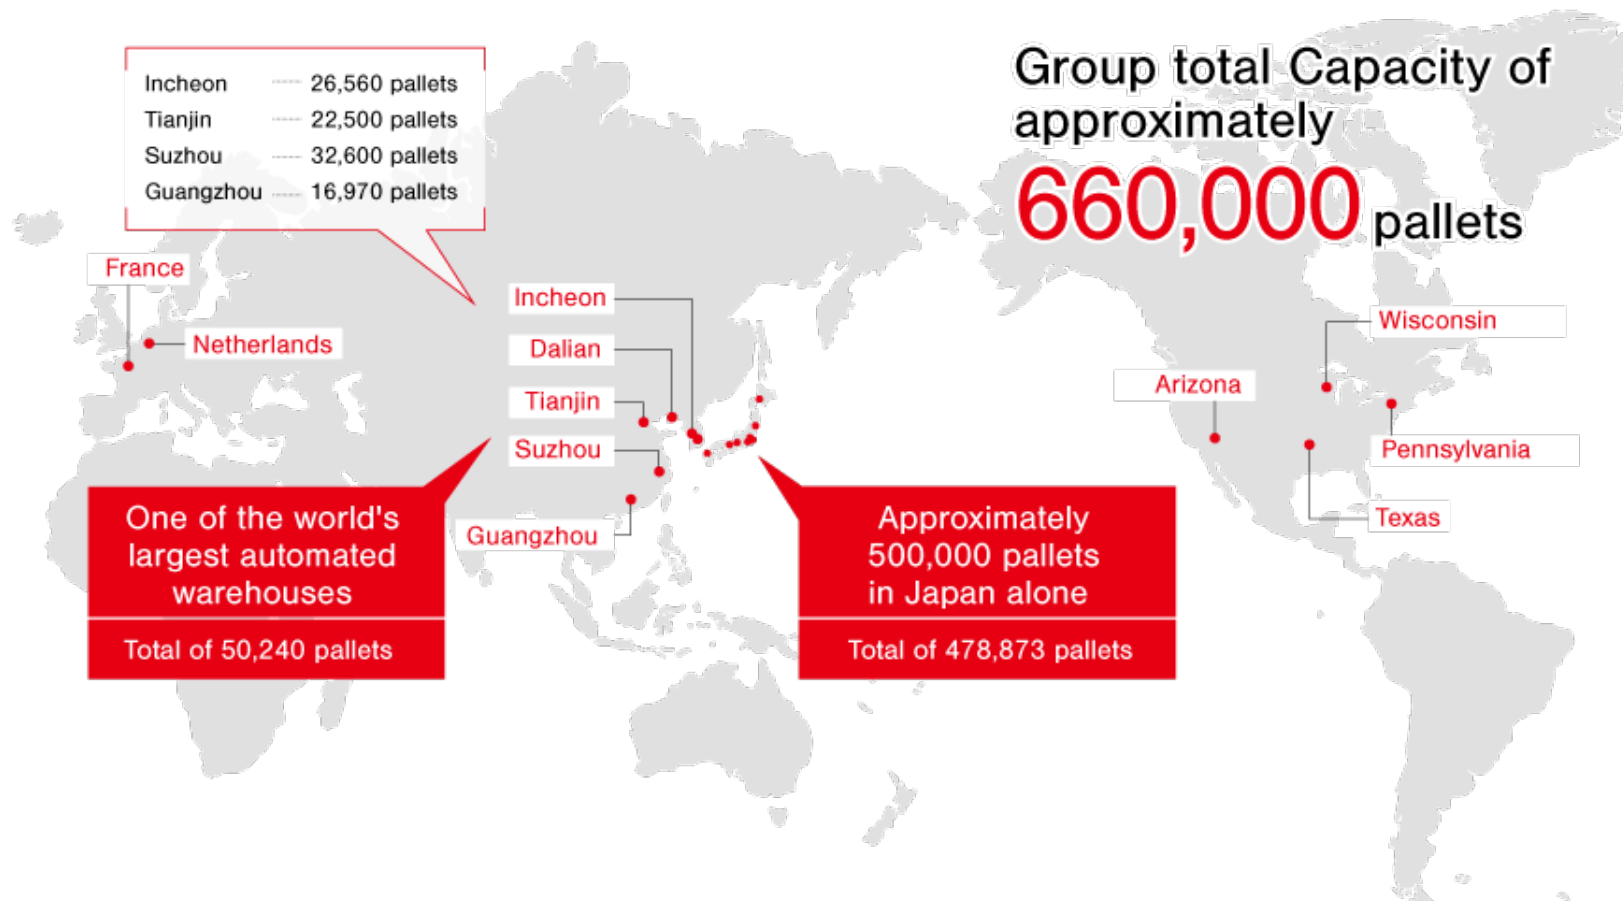 Group total Capacity of
approximately
660,000 pallets
Incheon 26,560 pallets
Tianjin 22,500 pallets
Suzhou 32,600 pallets
Guangzhou 16,970 pallets
France
Netherlands
Incheon
Dalian
Tianjin
Suzhou
Guangzhou
Wisconsin
Arizona
Pennsylvania
Texas
One of the world's
largest automated
warehouses
Total of 50,240 pallets
Approximately
500,000 pallets
in Japan alone
Total of 478,873 pallets